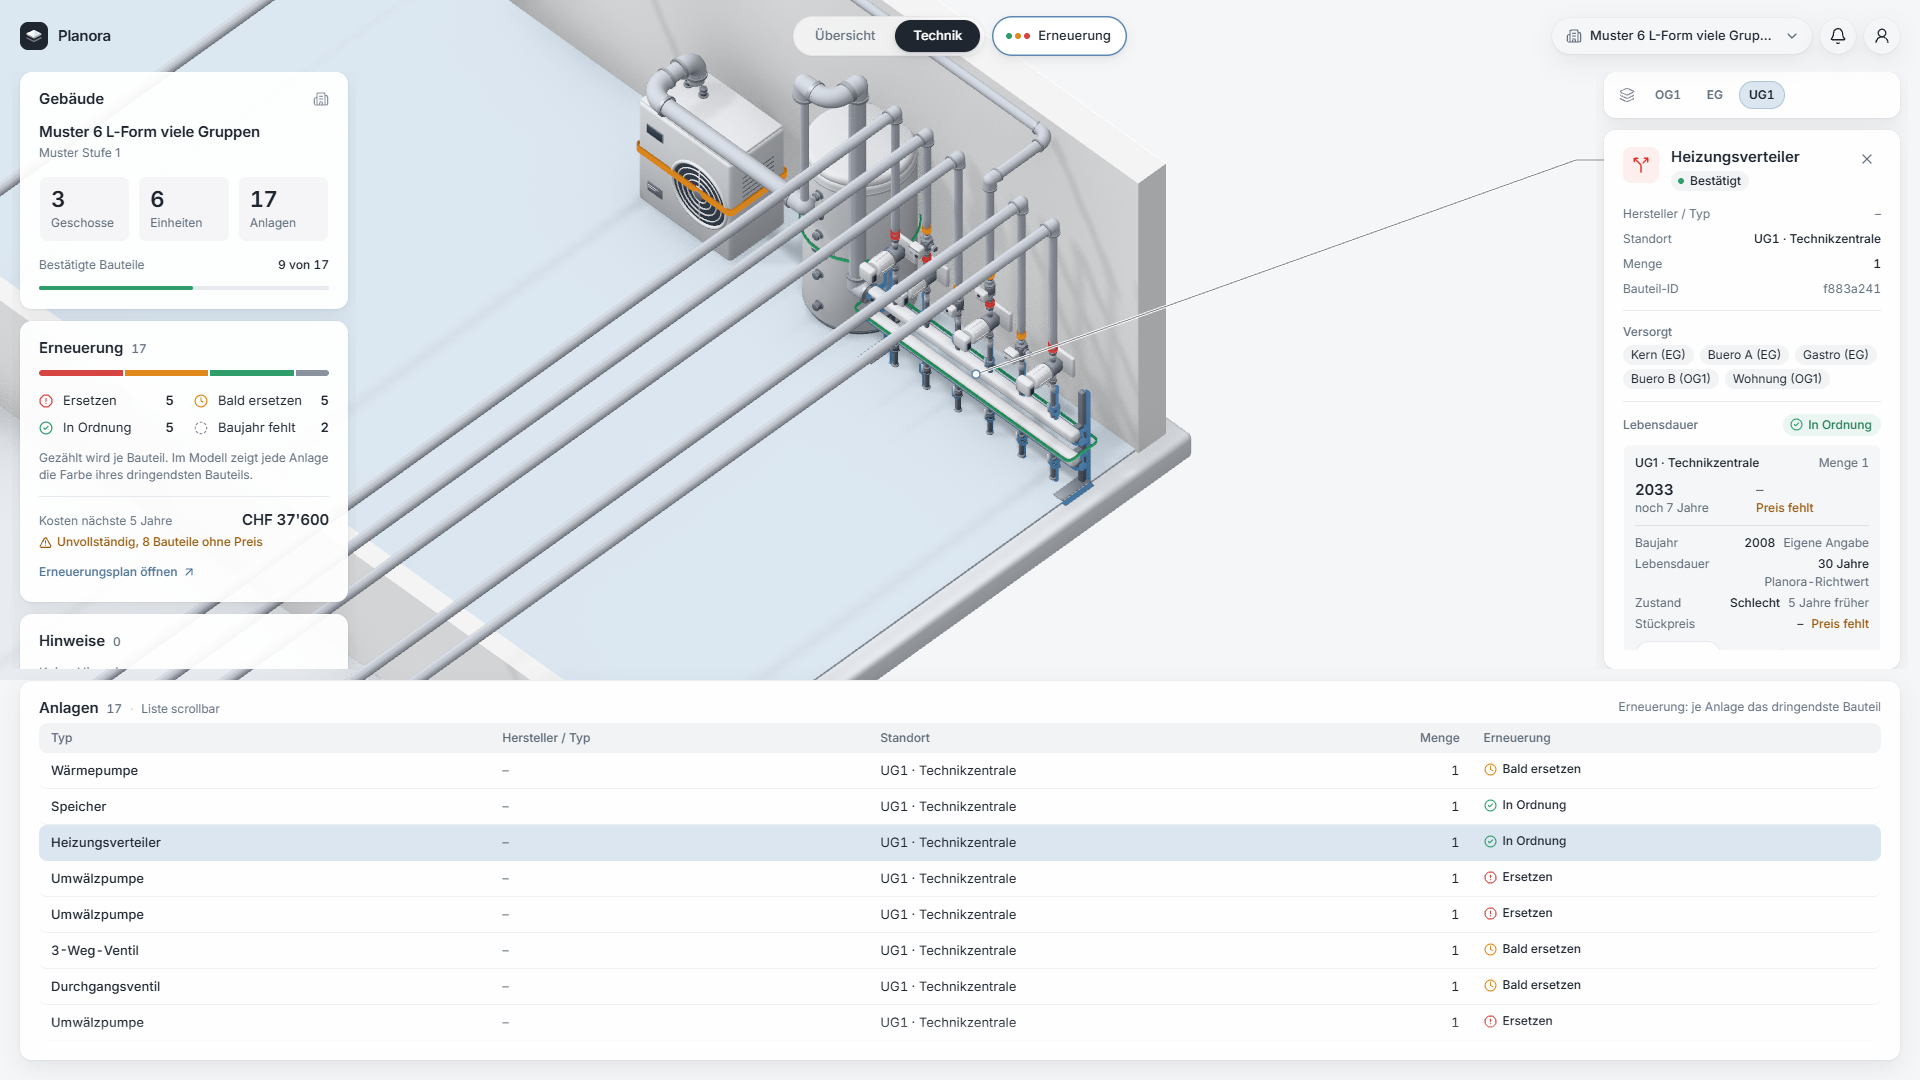 Planora
Übersicht
Technik
Erneuerung
Muster 6 L-Form viele Grup...
Gebäude
Muster 6 L-Form viele Gruppen
Muster Stufe 1
3 6 17
Geschosse Einheiten Anlagen
Bestätigte Bauteile 9 von 17
Erneuerung 17
Ersetzen 5 Bald ersetzen 5
In Ordnung 5 Baujahr fehlt 2
Gezählt wird je Bauteil. Im Modell zeigt jede Anlage
die Farbe ihres dringendsten Bauteils.
Kosten nächste 5 Jahre CHF 37'600
Unvollständig, 8 Bauteile ohne Preis
Erneuerungsplan öffnen
Hinweise 0
OG1 EG UG1
Heizungsverteiler
Bestätigt
Hersteller / Typ –
Standort UG1 · Technikzentrale
Menge 1
Bauteil-ID f883a241
Versorgt
Kern (EG) Buero A (EG) Gastro (EG)
Buero B (OG1) Wohnung (OG1)
Lebensdauer In Ordnung
UG1 · Technikzentrale Menge 1
2033 –
noch 7 Jahre Preis fehlt
Baujahr 2008 Eigene Angabe
Lebensdauer 30 Jahre
Planora-Richtwert
Zustand Schlecht 5 Jahre früher
Stückpreis – Preis fehlt
Anlagen 17 · Liste scrollbar
Erneuerung: je Anlage das dringendste Bauteil
Typ Hersteller / Typ Standort Menge Erneuerung
Wärmepumpe – UG1 · Technikzentrale 1 Bald ersetzen
Speicher – UG1 · Technikzentrale 1 In Ordnung
Heizungsverteiler – UG1 · Technikzentrale 1 In Ordnung
Umwälzpumpe – UG1 · Technikzentrale 1 Ersetzen
Umwälzpumpe – UG1 · Technikzentrale 1 Ersetzen
3-Weg-Ventil – UG1 · Technikzentrale 1 Bald ersetzen
Durchgangsventil – UG1 · Technikzentrale 1 Bald ersetzen
Umwälzpumpe – UG1 · Technikzentrale 1 Ersetzen